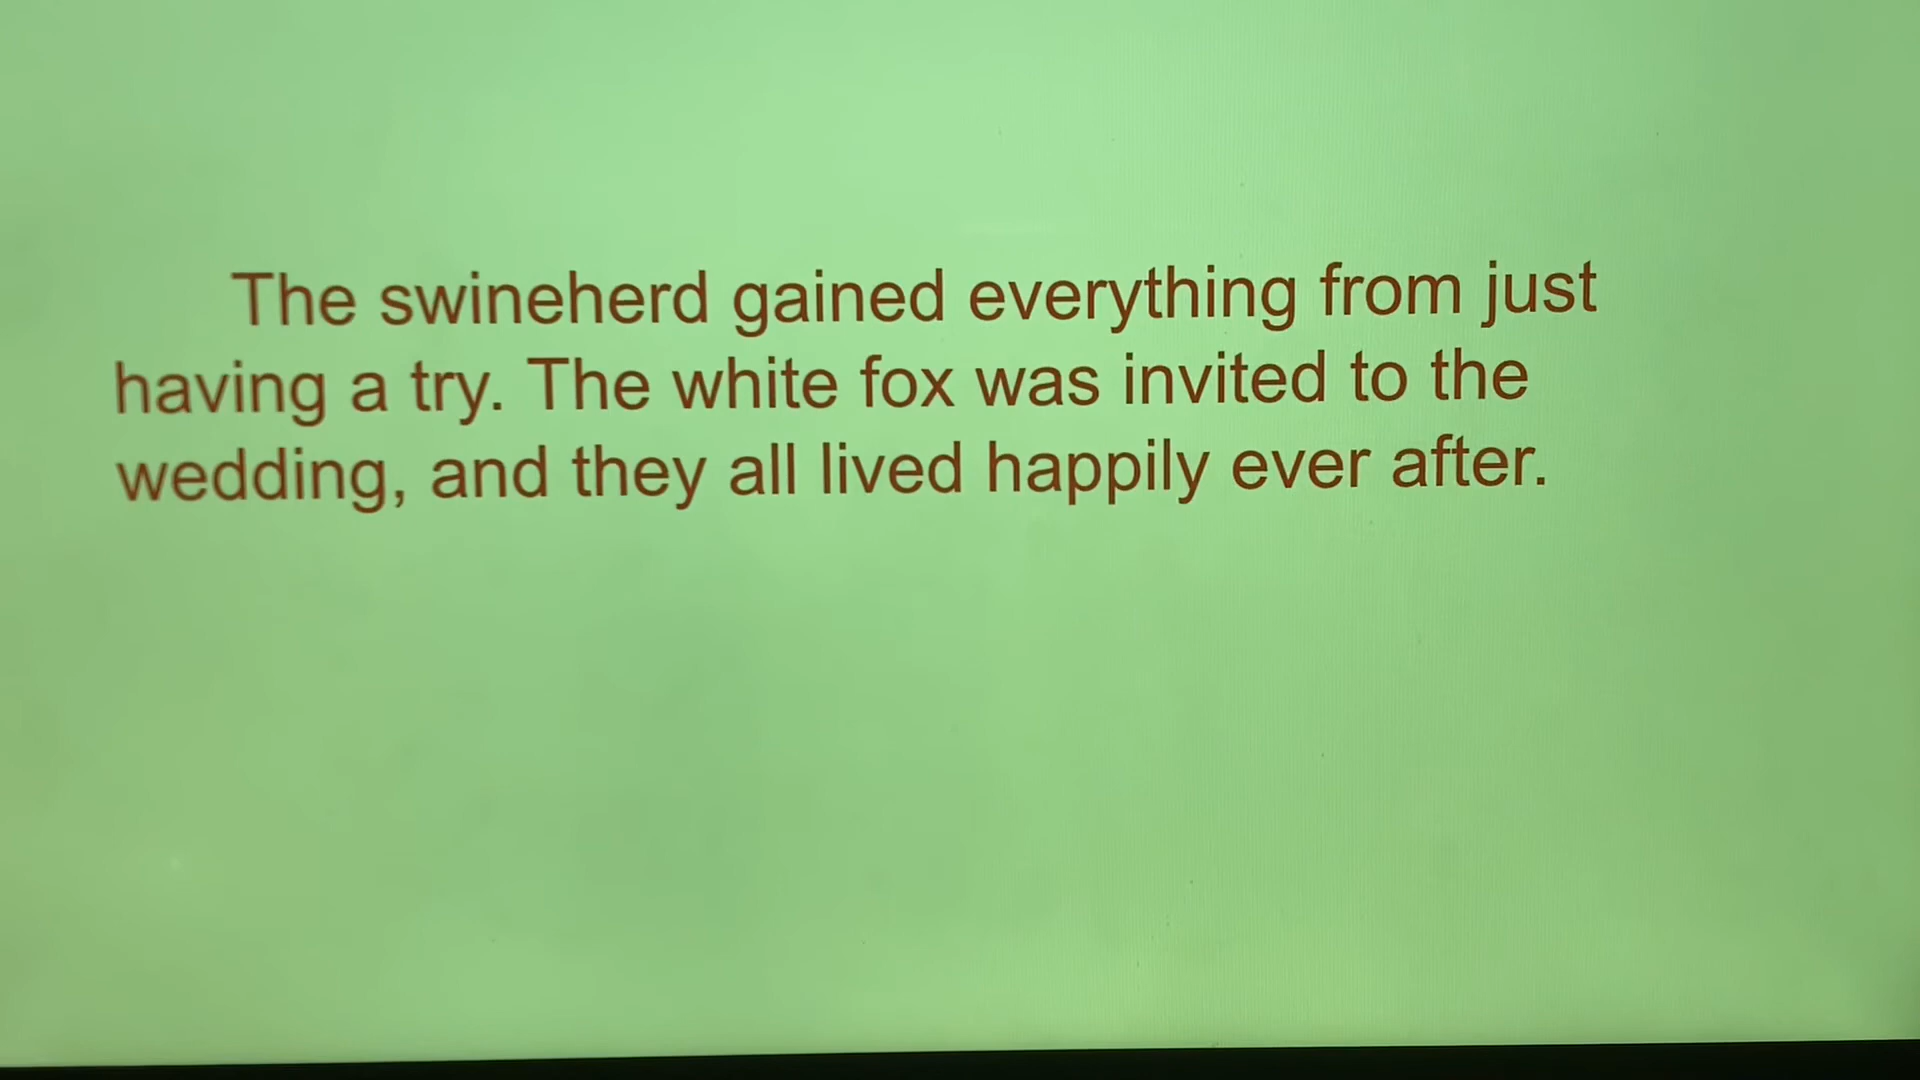 The swineherd gained everything from just
having a try. The white fox was invited to the
wedding, and they all lived happily ever after.